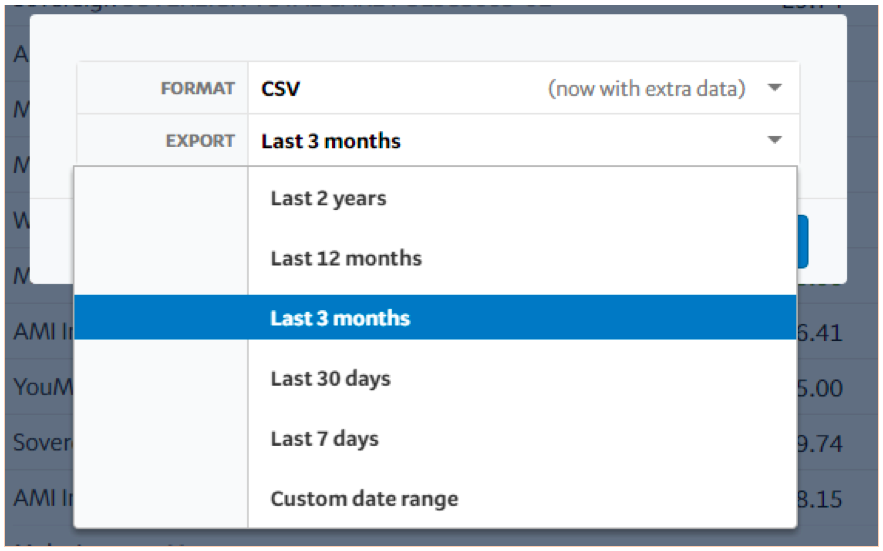 FORMAT CSV (now with extra data)
EXPORT Last 3 months
Last 2 years
Last 12 months
Last 3 months
Last 30 days
Last 7 days
Custom date range
A
M
M
W
M
AMI 6.41
YouM 5.00
Sover 9.74
AMI 8.15